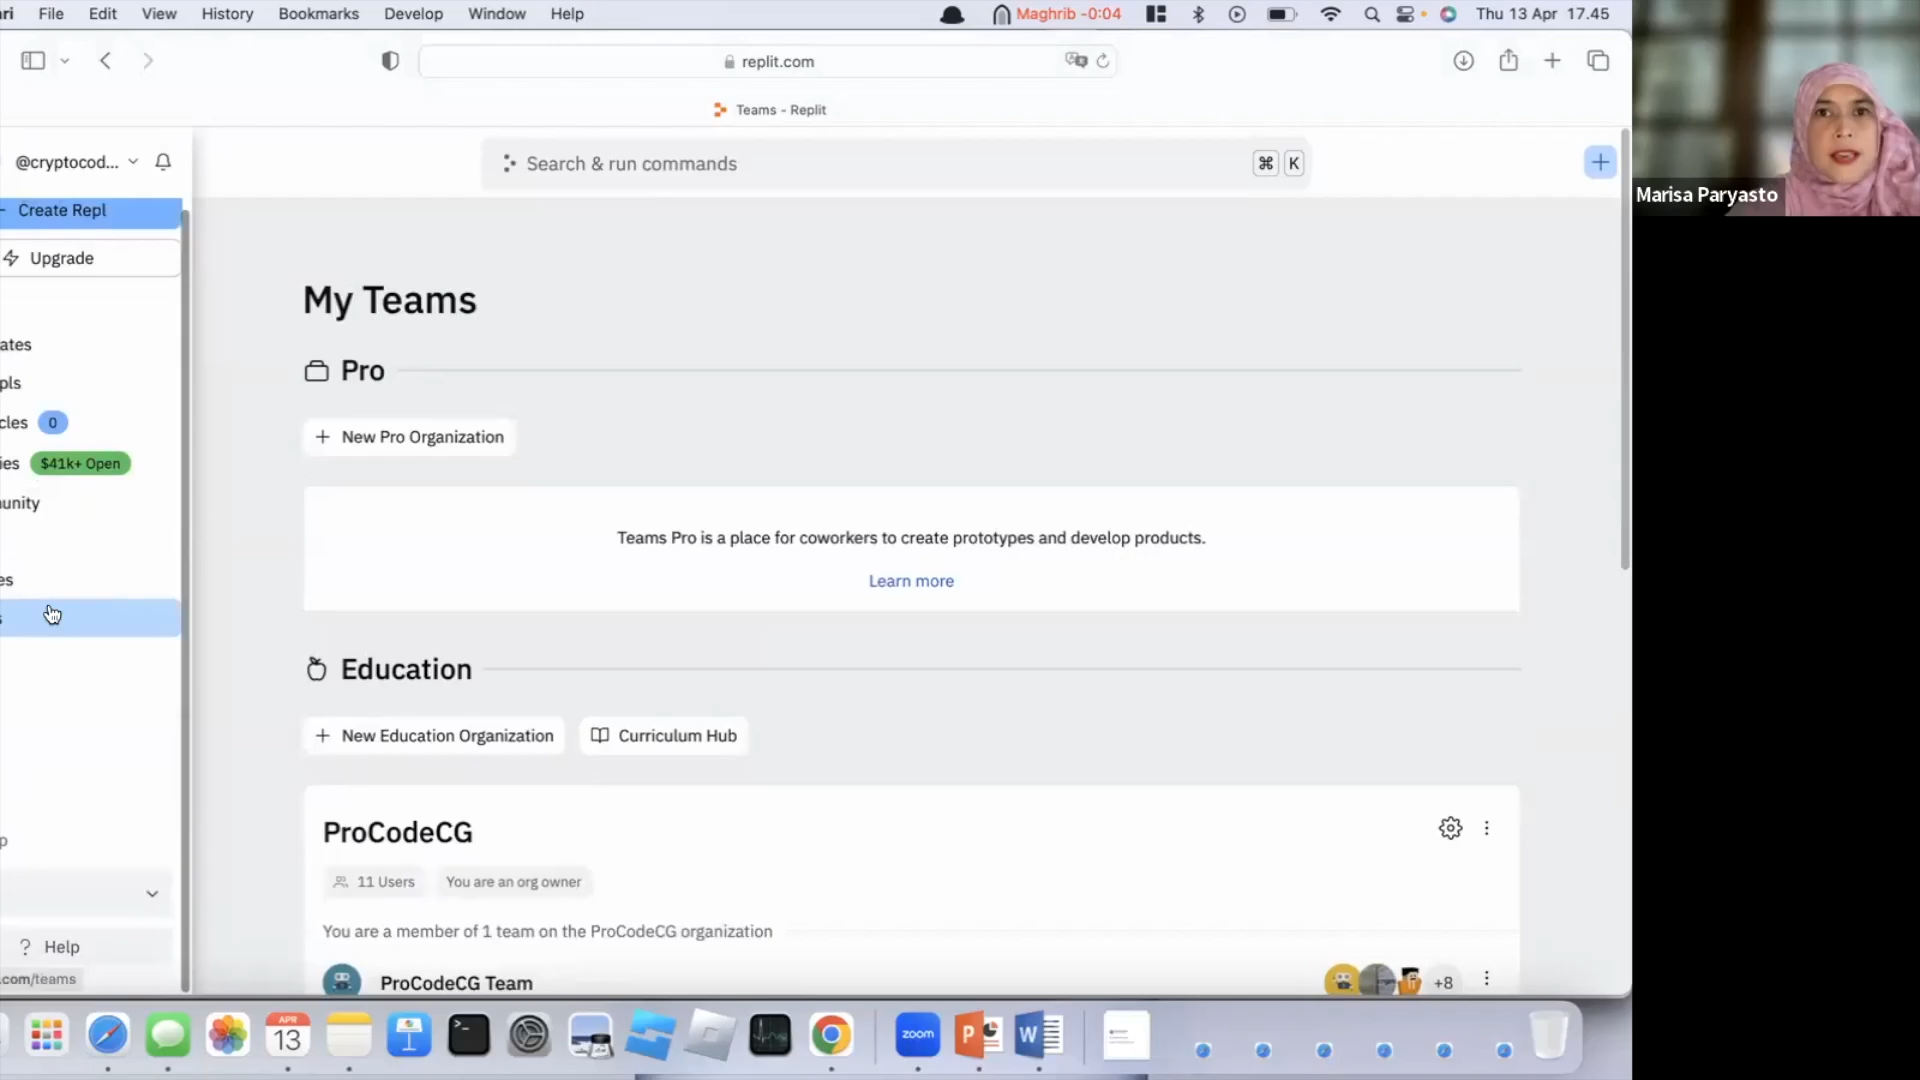 ri File Edit View History Bookmarks Develop Window Help Maghrib -0:04 Thu 13 Apr 17.45
replit.com
Teams - Replit
@cryptocod...
Search & run commands ⌘ K
Create Repl
Upgrade
ates
pls
cles 0
ies $41k+ Open
unity
es
s
p
? Help
.com/teams
My Teams
Pro
+ New Pro Organization
Teams Pro is a place for coworkers to create prototypes and develop products.
Learn more
Education
+ New Education Organization
Curriculum Hub
ProCodeCG
11 Users
You are an org owner
You are a member of 1 team on the ProCodeCG organization
ProCodeCG Team
+8
Marisa Paryasto
APR
13
zoom
P
W